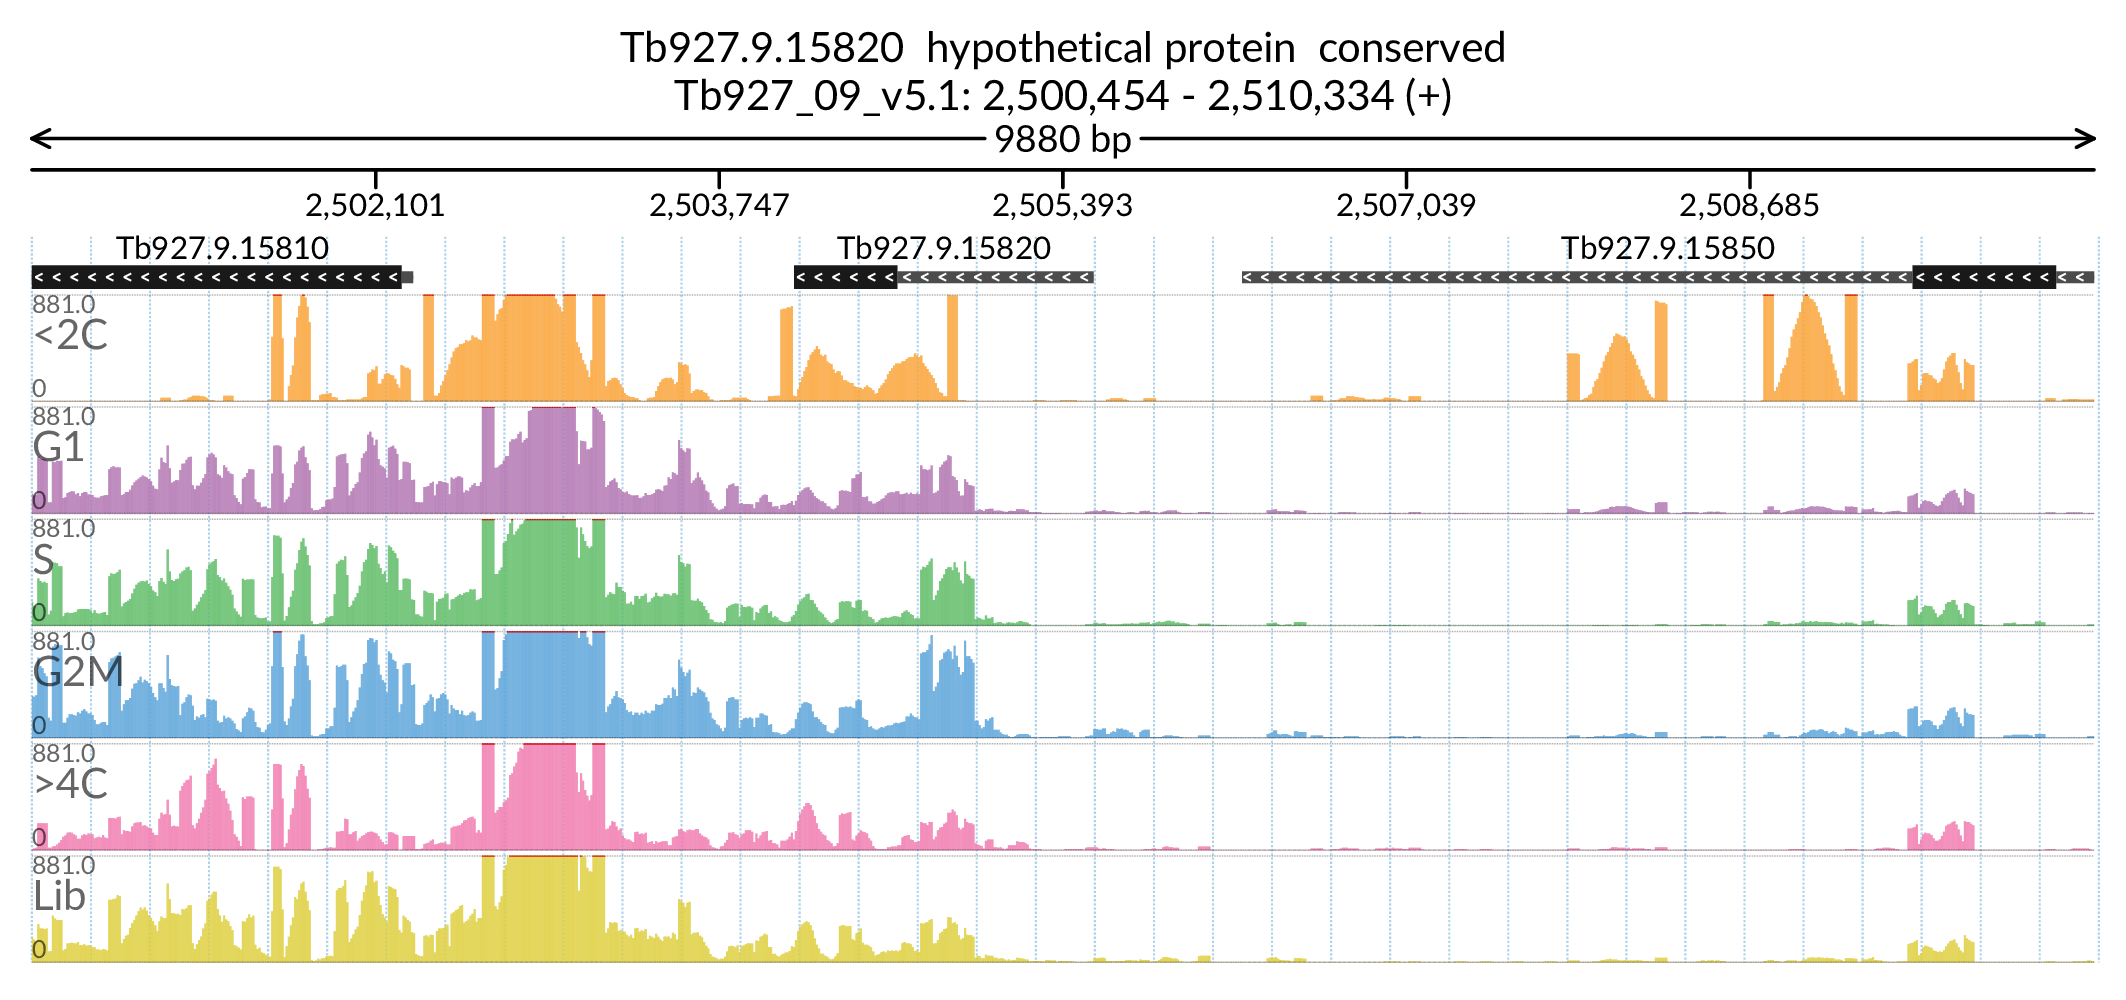 Tb927.9.15820  hypothetical protein  conserved
Tb927_09_v5.1: 2,500,454 - 2,510,334 (+)
9880 bp
2,502,101 2,503,747 2,505,393 2,507,039 2,508,685
Tb927.9.15810 Tb927.9.15820 Tb927.9.15850
881.0
<2C
0
881.0
G1
0
881.0
S
0
881.0
G2M
0
881.0
>4C
0
881.0
Lib
0